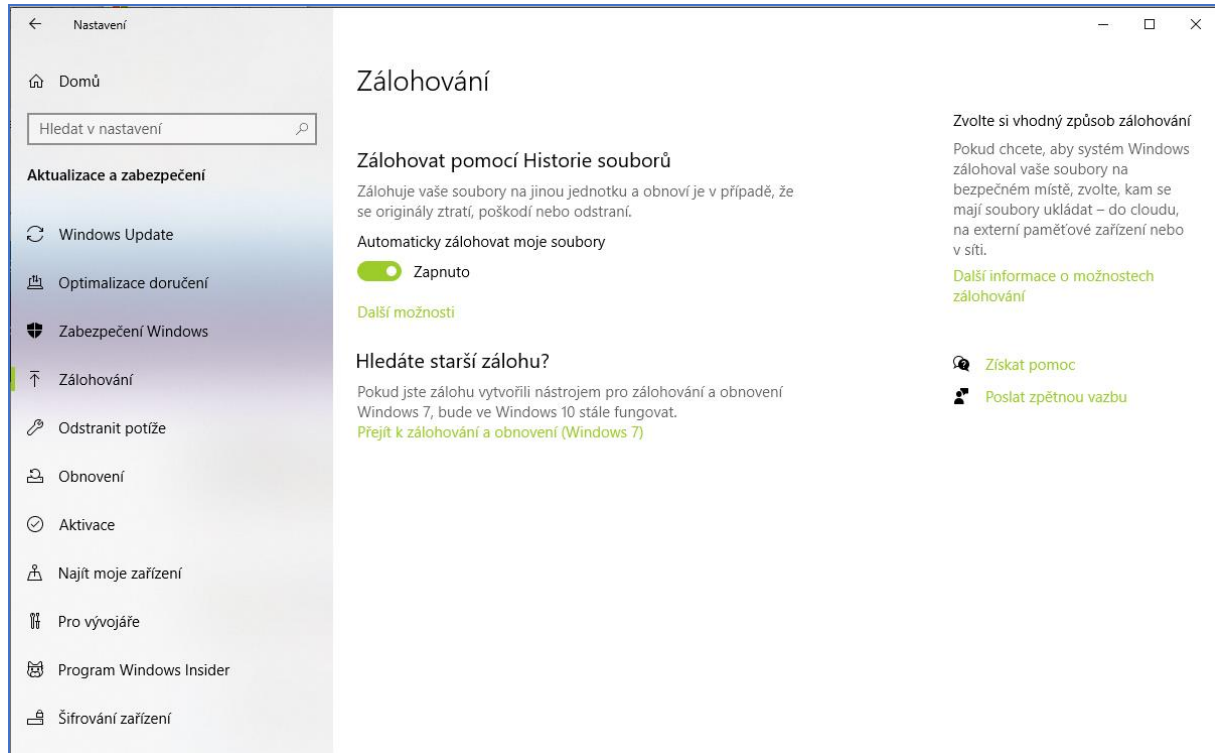 Nastavení
Domů
Hledat v nastavení
Aktualizace a zabezpečení
Windows Update
Optimalizace doručení
Zabezpečení Windows
Zálohování
Odstranit potíže
Obnovení
Aktivace
Najít moje zařízení
Pro vývojáře
Program Windows Insider
Šifrování zařízení
Zálohování
Zálohovat pomocí Historie souborů
Zálohuje vaše soubory na jinou jednotku a obnoví je v případě, že
se originály ztratí, poškodí nebo odstraní.
Automaticky zálohovat moje soubory
Zapnuto
Další možnosti
Hledáte starší zálohu?
Pokud jste zálohu vytvořili nástrojem pro zálohování a obnovení
Windows 7, bude ve Windows 10 stále fungovat.
Přejít k zálohování a obnovení (Windows 7)
Zvolte si vhodný způsob zálohování
Pokud chcete, aby systém Windows
zálohoval vaše soubory na
bezpečném místě, zvolte, kam se
mají soubory ukládat – do cloudu,
na externí paměťové zařízení nebo
v síti.
Další informace o možnostech
zálohování
Získat pomoc
Poslat zpětnou vazbu